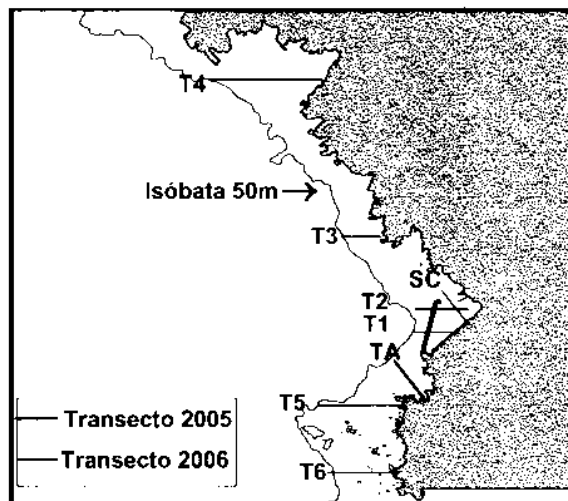 T4
Isóbata 50m
T3
SC
T2
T1
TA
T5
Transecto 2005
Transecto 2006
T6